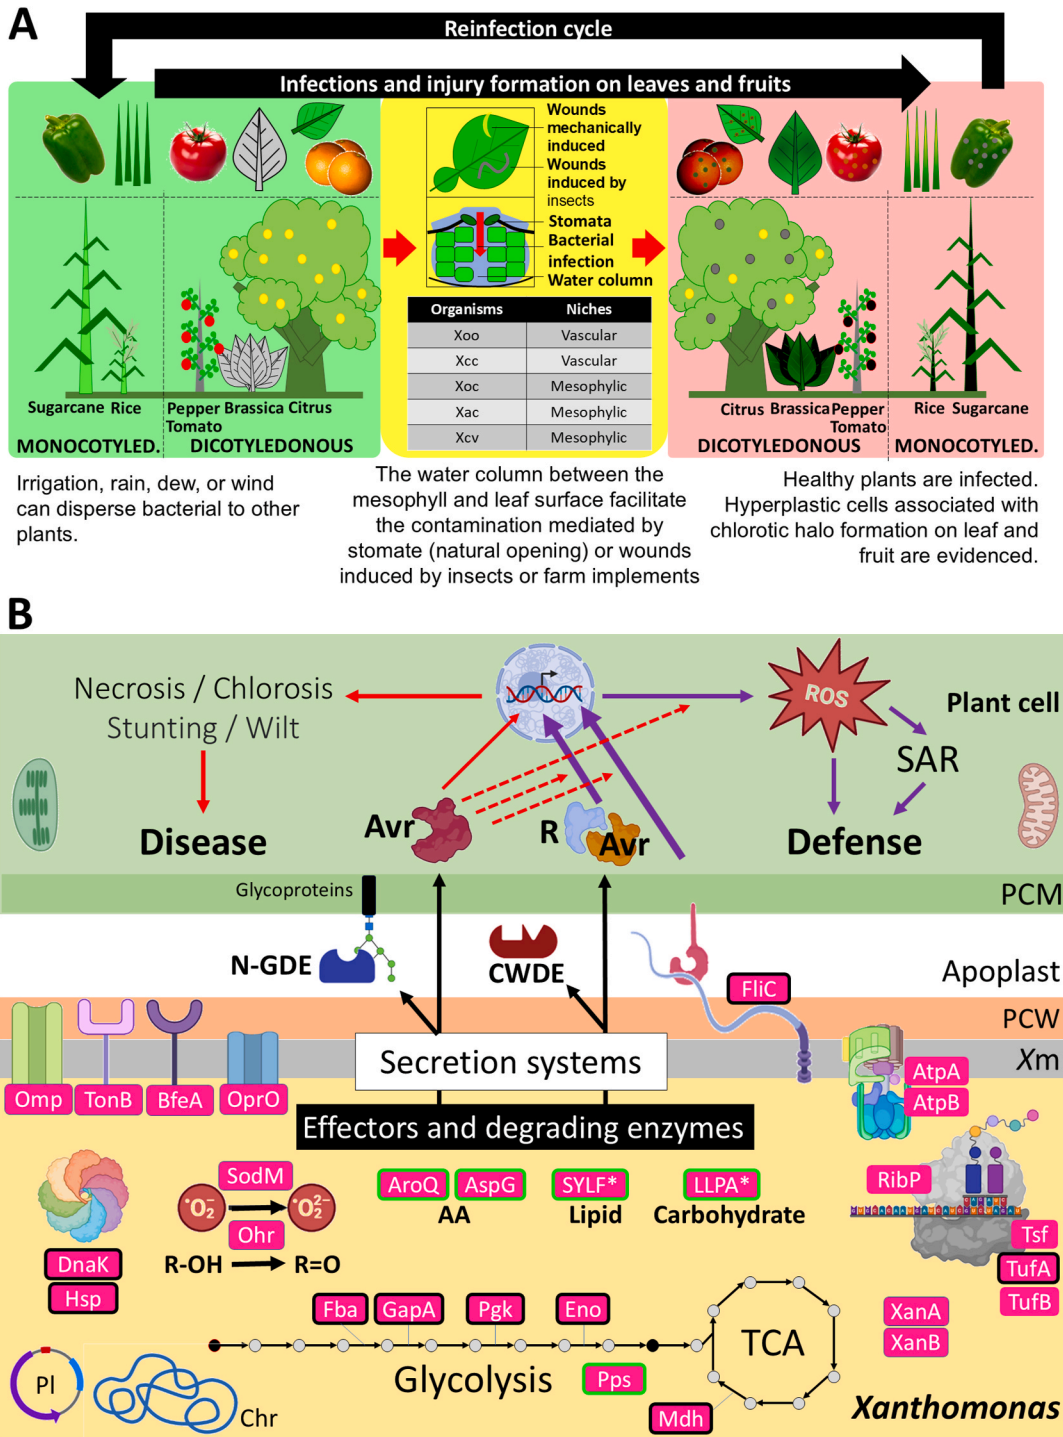 A
Reinfection cycle
Infections and injury formation on leaves and fruits
Wounds
mechanically
induced
Wounds
induced by
insects
Stomata
Bacterial
infection
Water column
Organisms Niches
Xoo Vascular
Xcc Vascular
Xoc Mesophylic
Xac Mesophylic
Xcv Mesophylic
Sugarcane Rice Pepper Brassica Citrus
Tomato
MONOCOTYLED. DICOTYLEDONOUS
Citrus Brassica Pepper Rice Sugarcane
Tomato
DICOTYLEDONOUS MONOCOTYLED.
Irrigation, rain, dew, or wind
can disperse bacterial to other
plants.
The water column between the
mesophyll and leaf surface facilitate
the contamination mediated by
stomate (natural opening) or wounds
induced by insects or farm implements
Healthy plants are infected.
Hyperplastic cells associated with
chlorotic halo formation on leaf and
fruit are evidenced.
B
Necrosis / Chlorosis
Stunting / Wilt
ROS
Plant cell
SAR
Disease
Avr
R
Avr
Defense
Glycoproteins
PCM
N-GDE
CWDE
Apoplast
FliC
PCW
Secretion systems
Xm
Omp TonB BfeA OprO
AtpA
AtpB
Effectors and degrading enzymes
SodM
•O2− •O2 2−
Ohr
R-OH R=O
DnaK
Hsp
AroQ AspG SYLF* LLPA*
AA Lipid Carbohydrate
RibP
Tsf
TufA
TufB
Fba GapA Pgk Eno
XanA
XanB
TCA
Glycolysis
Pps
Mdh
Pl
Chr
Xanthomonas